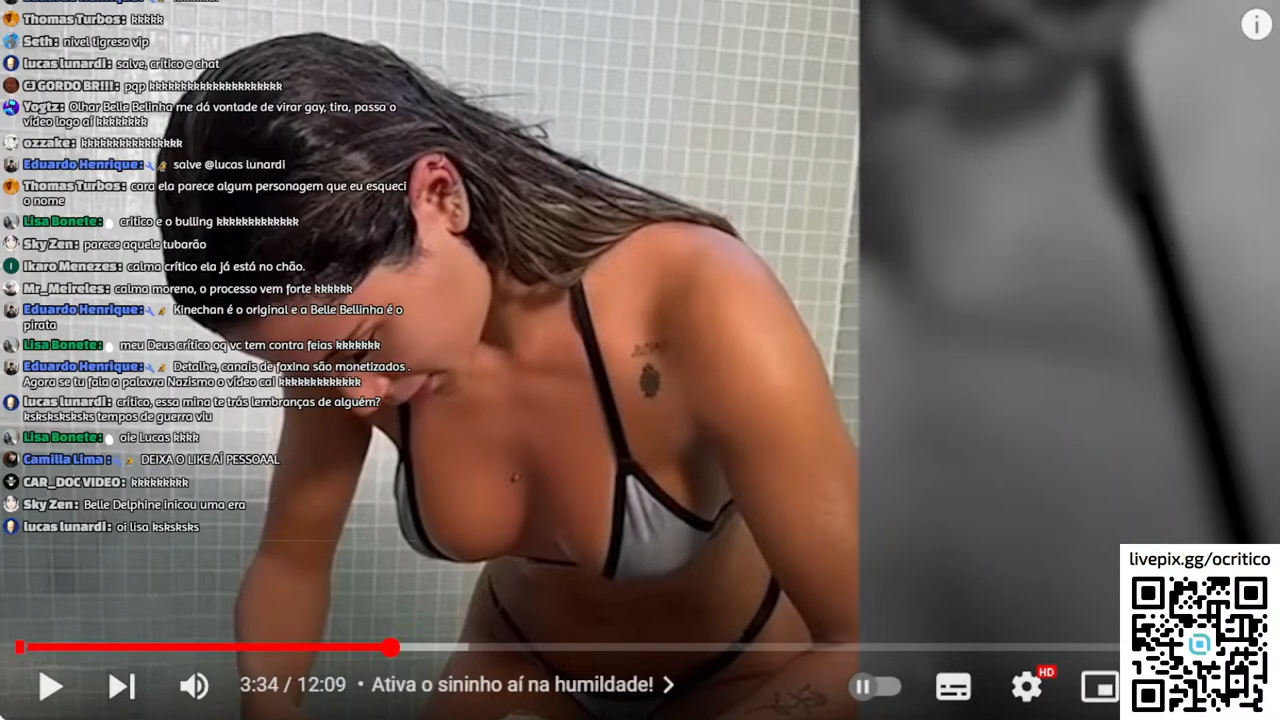 Thomas Turbos: kkkkk
Seth: nivel tigresa vip
lucas lunardi: salve, crítico e chat
CJ GORDO BR!!!: pqp kkkkkkkkkkkkkkkkkkkkk
Yogtz: Olhar Belle Belinha me dá vontade de virar gay, tira, passa o
vídeo logo aí kkkkkkkk
ozzake: kkkkkkkkkkkkkkkk
Eduardo Henrique: salve @lucas lunardi
Thomas Turbos: cara ela parece algum personagem que eu esqueci
o nome
Lisa Bonete: critico e o bulling kkkkkkkkkkkkk
Sky Zen: parece aquele tubarão
Ikaro Menezes: calma crítico ela já está no chão.
Mr_Meireles: calma moreno, o processo vem forte kkkkkk
Eduardo Henrique: Kinechan é o original e a Belle Bellinha é o
pirata
Lisa Bonete: meu Deus crítico oq vc tem contra feias kkkkkkk
Eduardo Henrique: Detalhe, canais de faxina são monetizados .
Agora se tu fala a palavra Nazismo o vídeo cai kkkkkkkkkkkkk
lucas lunardi: crítico, essa mina te trás lembranças de alguém?
ksksksksksks tempos de guerra viu
Lisa Bonete: oie Lucas kkkk
Camilla Lima : DEIXA O LIKE AÍ PESSOAAL
CAR_DOC VIDEO: kkkkkkkkk
Sky Zen: Belle Delphine inicou uma era
lucas lunardi: oi lisa ksksksks
livepix.gg/ocritico
3:34 / 12:09 • Ativa o sininho aí na humildade!
HD